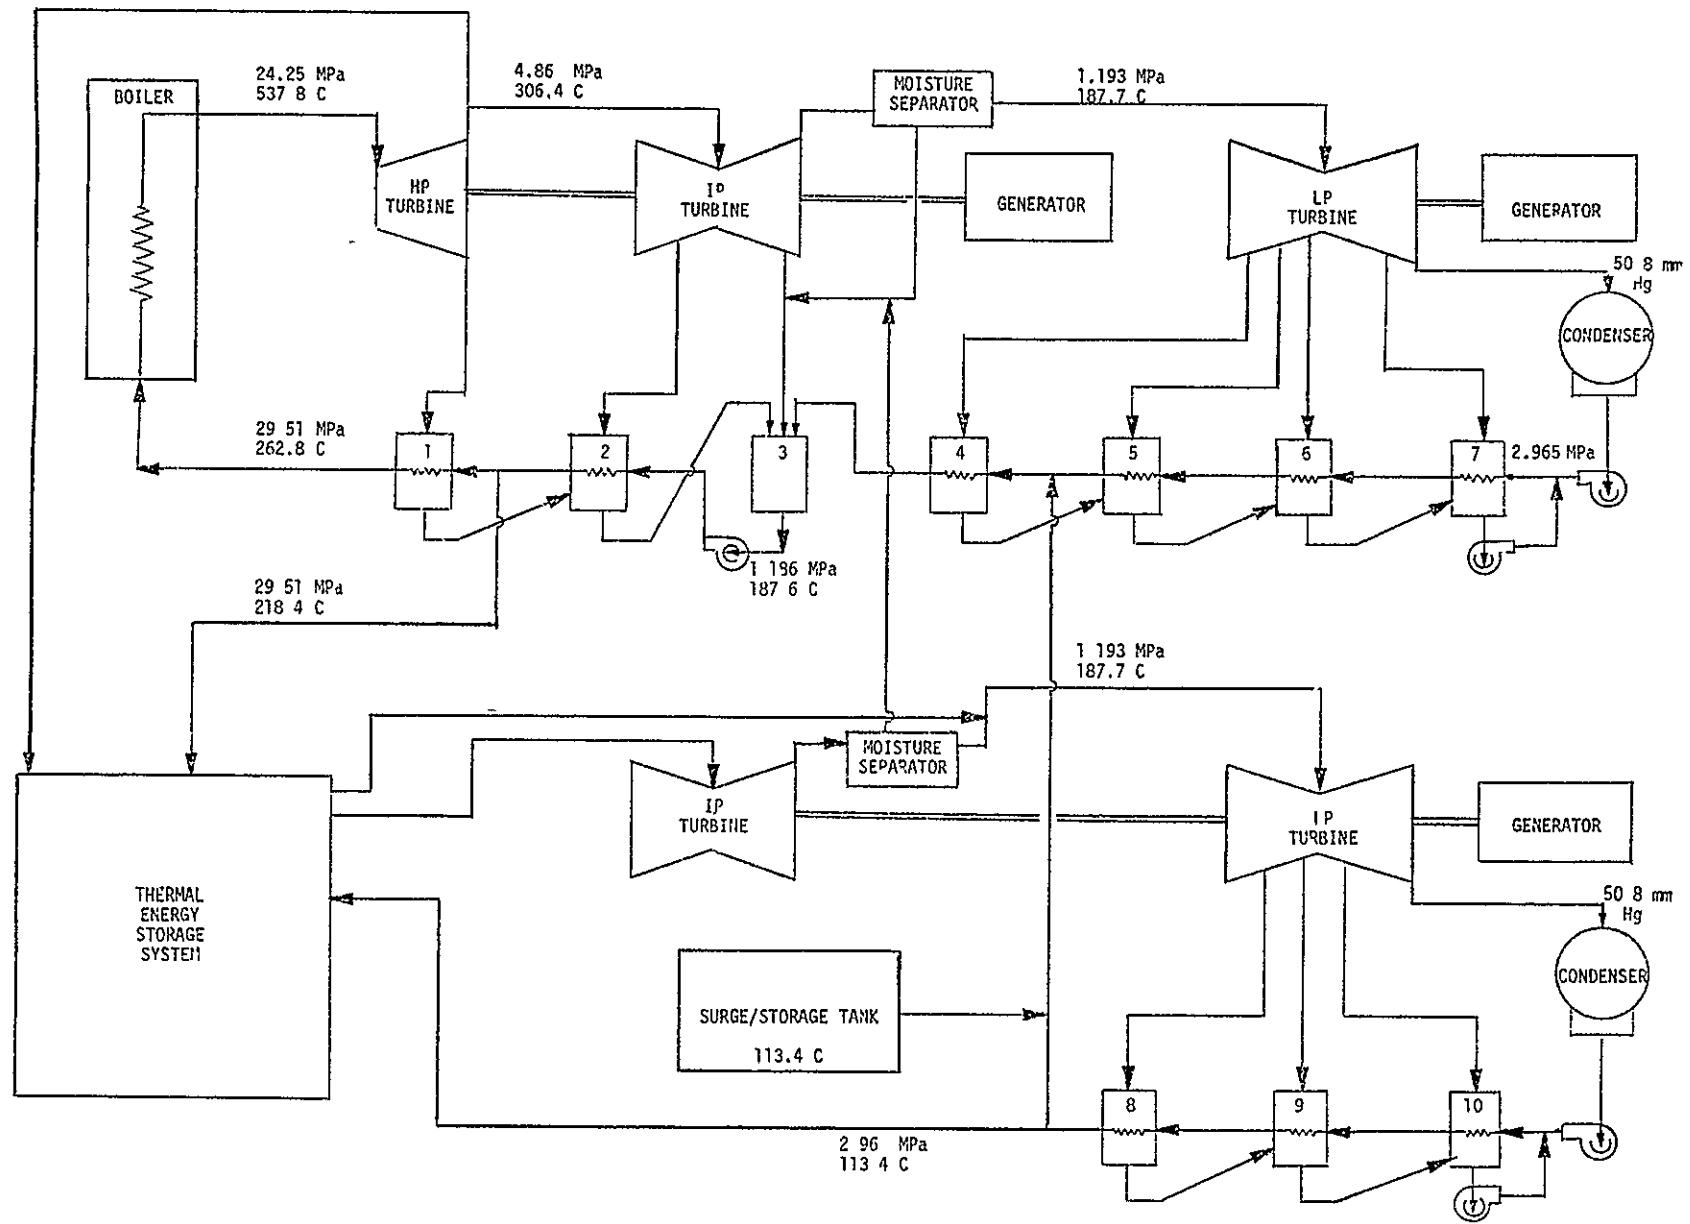 24.25 MPa
537 8 C
4.86 MPa
306.4 C
MOISTURE
SEPARATOR
1.193 MPa
187.7 C
BOILER
HP
TURBINE
IP
TURBINE
GENERATOR
LP
TURBINE
GENERATOR
50 8 mm
Hg
CONDENSER
29 51 MPa
262.8 C
1
2
3
4
5
6
7
2.965 MPa
1 196 MPa
187 6 C
29 51 MPa
218 4 C
1 193 MPa
187.7 C
MOISTURE
SEPARATOR
IP
TURBINE
LP
TURBINE
GENERATOR
THERMAL
ENERGY
STORAGE
SYSTEM
50 8 mm
Hg
CONDENSER
SURGE/STORAGE TANK
113.4 C
8
9
10
2 96 MPa
113 4 C